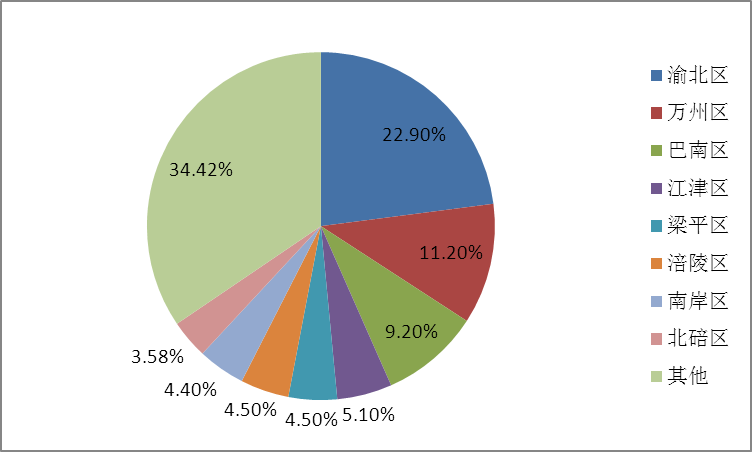 22.90%
11.20%
9.20%
5.10%
4.50%
4.50%
4.40%
3.58%
34.42%
渝北区
万州区
巴南区
江津区
梁平区
涪陵区
南岸区
北碚区
其他